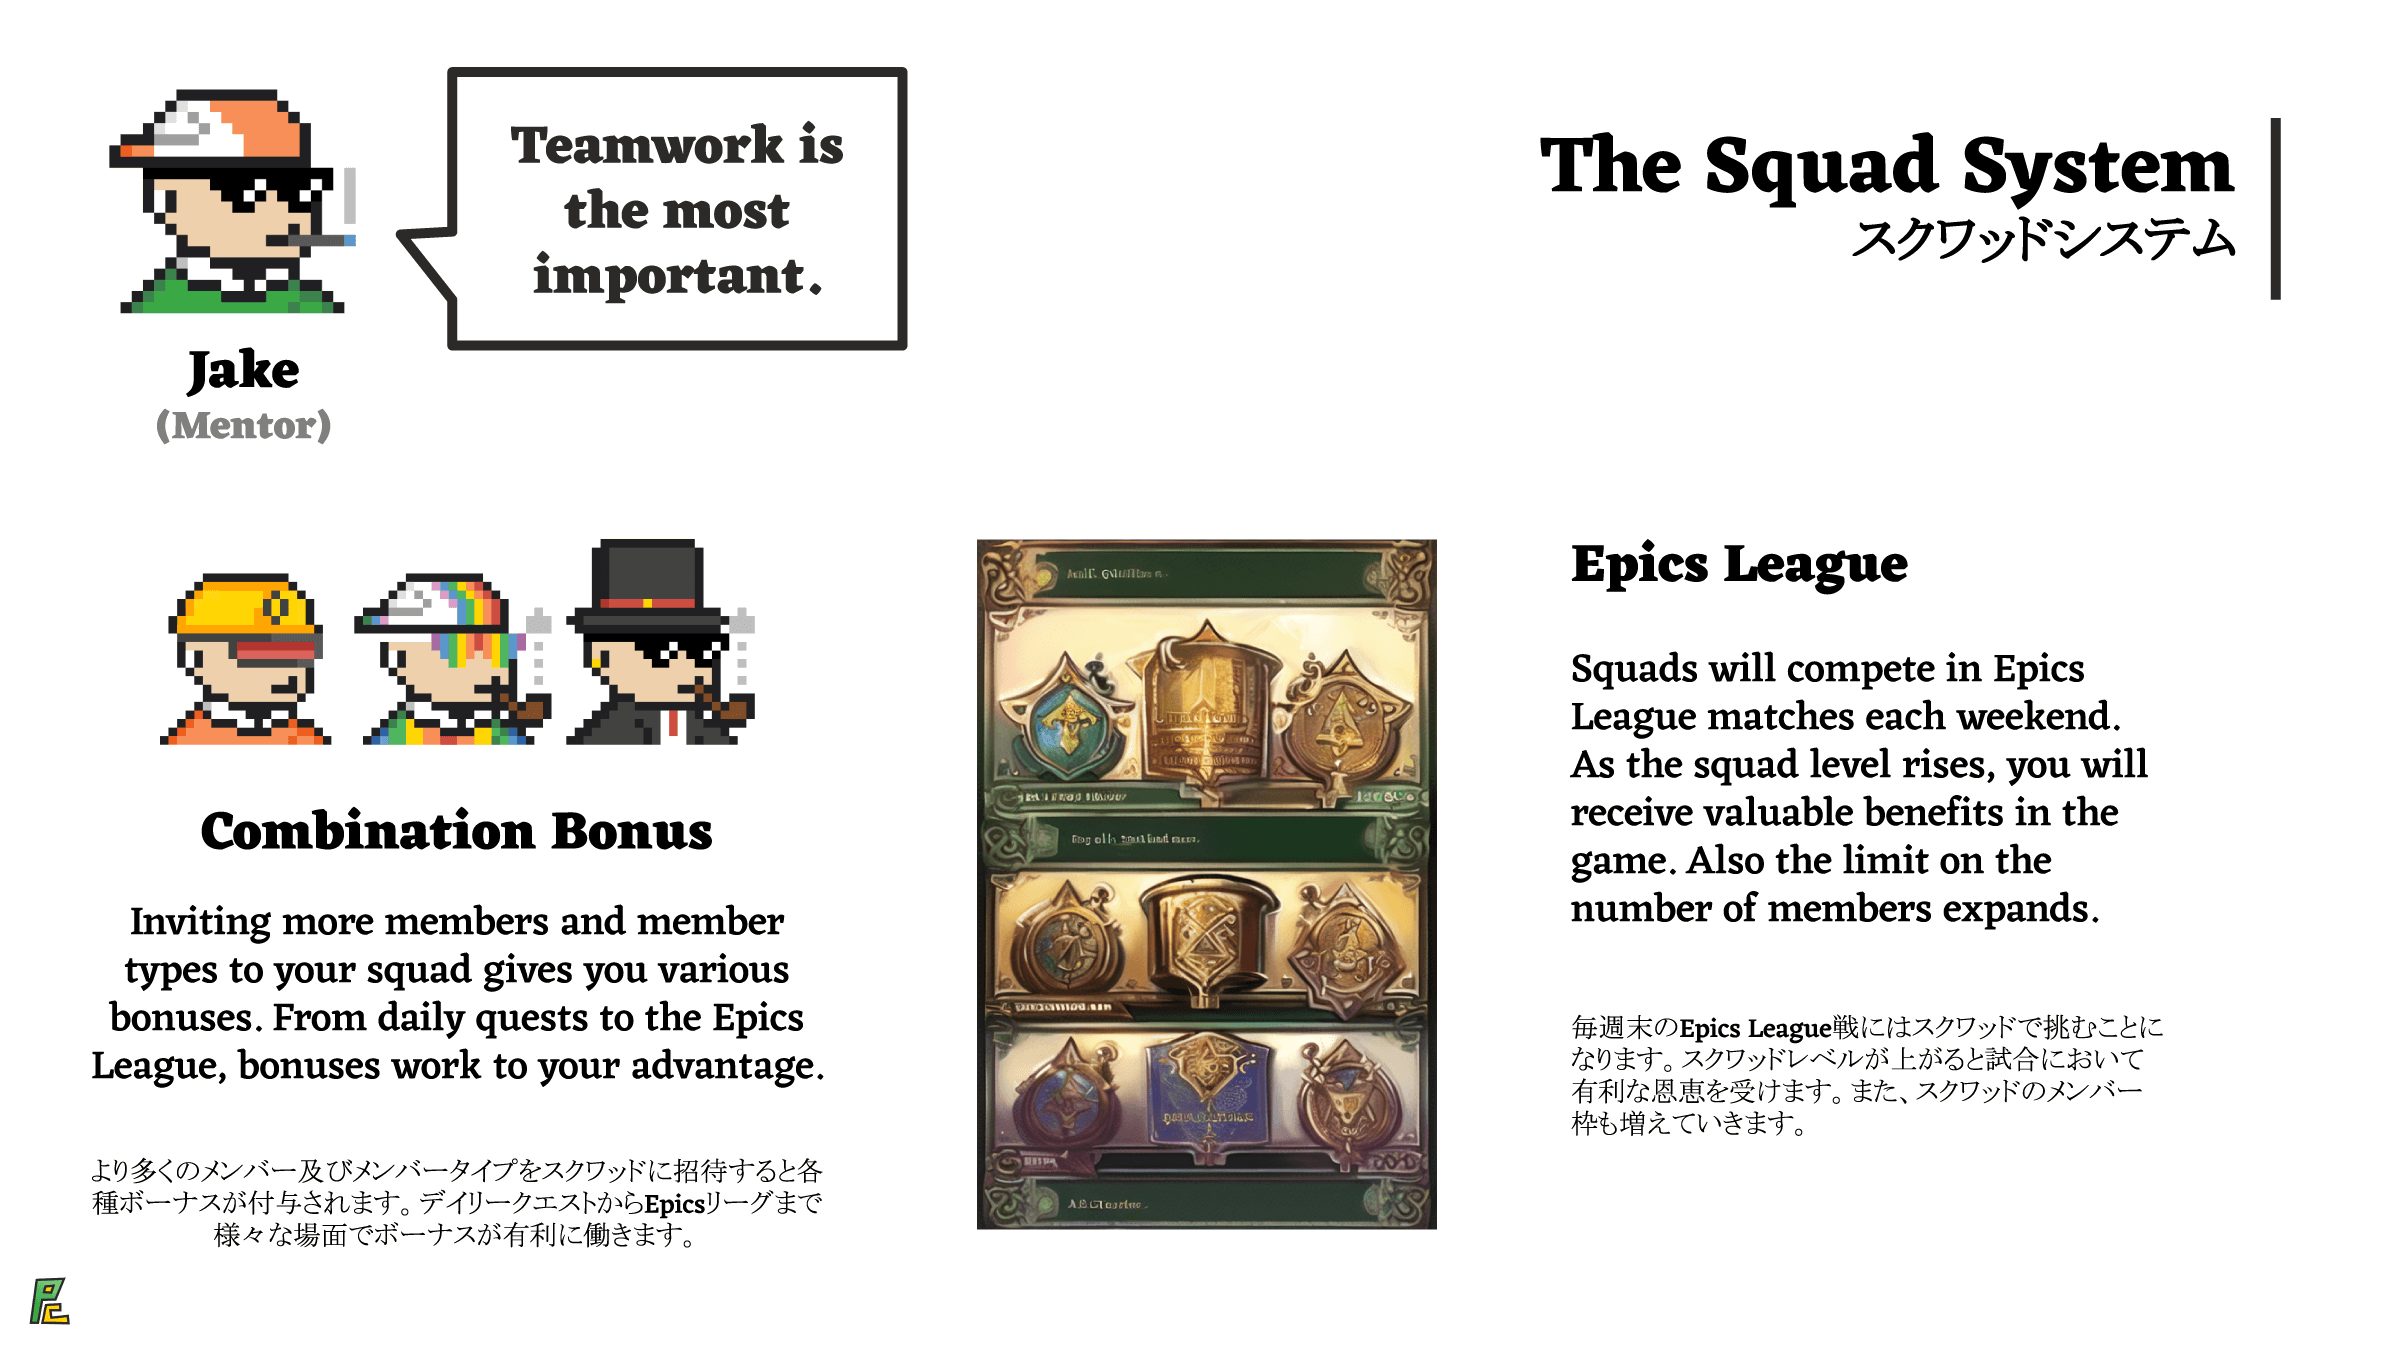 Teamwork is
the most
important.
Jake
(Mentor)
The Squad System
スクワッドシステム
Combination Bonus
Inviting more members and member
types to your squad gives you various
bonuses. From daily quests to the Epics
League, bonuses work to your advantage.
より多くのメンバー及びメンバータイプをスクワッドに招待すると各
種ボーナスが付与されます。デイリークエストからEpicsリーグまで
様々な場面でボーナスが有利に働きます。
Epics League
Squads will compete in Epics
League matches each weekend.
As the squad level rises, you will
receive valuable benefits in the
game. Also the limit on the
number of members expands.
毎週末のEpics League戦にはスクワッドで挑むことに
なります。スクワッドレベルが上がると試合において
有利な恩恵を受けます。また、スクワッドのメンバー
枠も増えていきます。